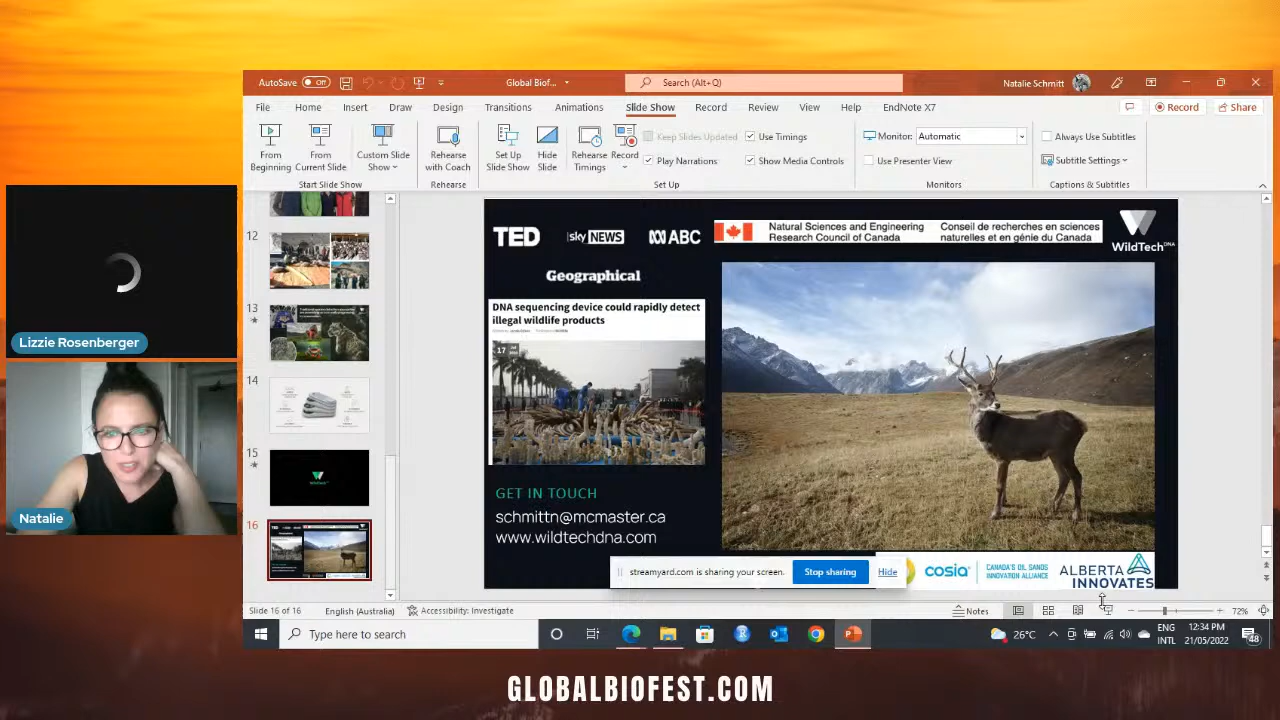 AutoSave Off
Global Biof...
Search (Alt+Q)
Natalie Schmitt
File Home Insert Draw Design Transitions Animations Slide Show Record Review View Help EndNote X7
Record
Share
From Beginning
From Current Slide
Custom Slide Show
Rehearse with Coach
Set Up Slide Show
Hide Slide
Rehearse Timings
Record
Keep Slides Updated
Use Timings
Play Narrations
Show Media Controls
Monitor: Automatic
Use Presenter View
Always Use Subtitles
Subtitle Settings
Start Slide Show
Rehearse
Set Up
Monitors
Captions & Subtitles
12
13
14
15
16
TED
sky NEWS
ABC
Natural Sciences and Engineering Research Council of Canada
Conseil de recherches en sciences naturelles et en génie du Canada
WildTech DNA
Geographical
DNA sequencing device could rapidly detect
illegal wildlife products
17
GET IN TOUCH
schmittn@mcmaster.ca
www.wildtechdna.com
streamyard.com is sharing your screen.
Stop sharing
Hide
cosia
CANADA'S OIL SANDS
INNOVATION ALLIANCE
ALBERTA
INNOVATES
Lizzie Rosenberger
Natalie
Slide 16 of 16
English (Australia)
Accessibility: Investigate
Notes
72%
Type here to search
26°C
ENG
INTL
12:34 PM
21/05/2022
48
GLOBALBIOFEST.COM